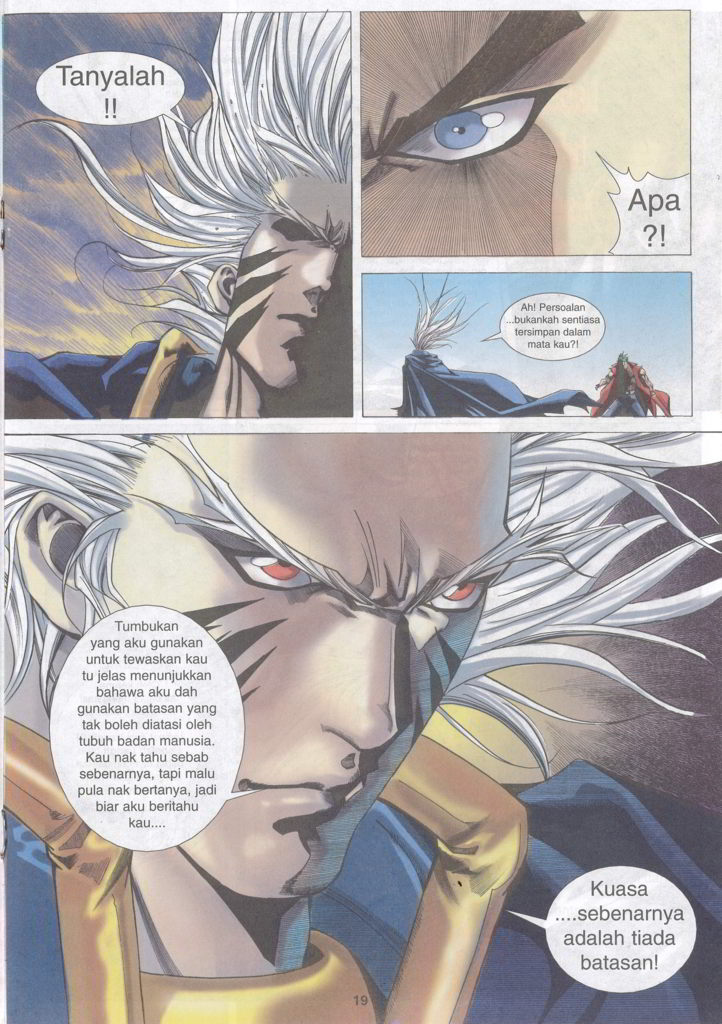 Tanyalah
!!
Apa
?!
Ah! Persoalan
...bukankah sentiasa
tersimpan dalam
mata kau?!
Tumbukan
yang aku gunakan
untuk tewaskan kau
tu jelas menunjukkan
bahawa aku dah
gunakan batasan yang
tak boleh diatasi oleh
tubuh badan manusia.
Kau nak tahu sebab
sebenarnya, tapi malu
pula nak bertanya, jadi
biar aku beritahu
kau....
Kuasa
....sebenarnya
adalah tiada
batasan!
19